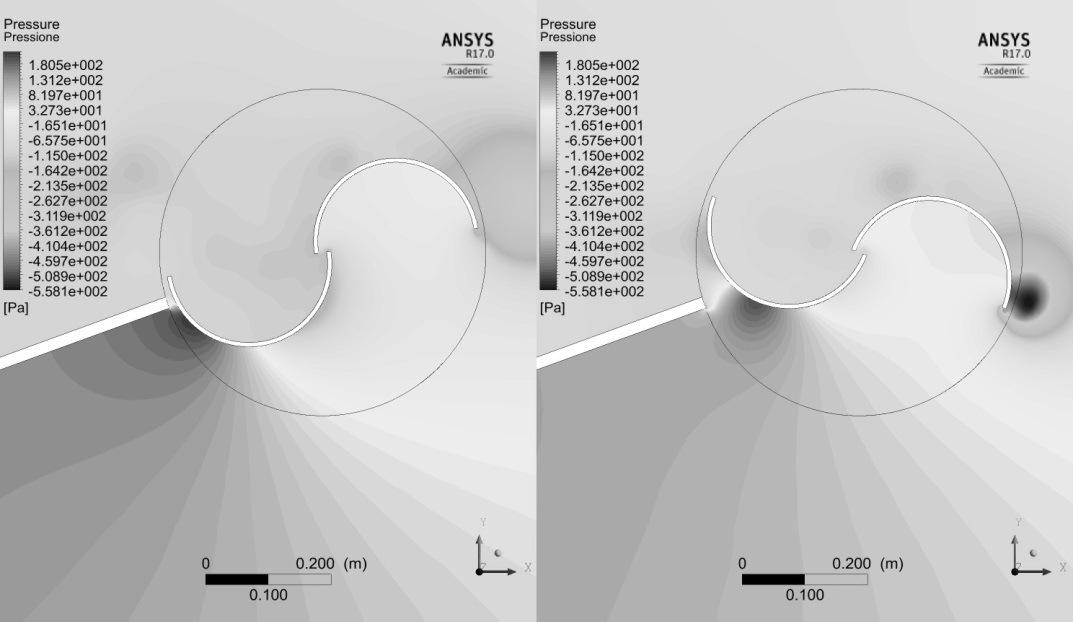 Pressure
Pressione
1.805e+002
1.312e+002
8.197e+001
3.273e+001
-1.651e+001
-6.575e+001
-1.150e+002
-1.642e+002
-2.135e+002
-2.627e+002
-3.119e+002
-3.612e+002
-4.104e+002
-4.597e+002
-5.089e+002
-5.581e+002
[Pa]
ANSYS
R17.0
Academic
0 0.200 (m)
0.100
Y
Z X
Pressure
Pressione
1.805e+002
1.312e+002
8.197e+001
3.273e+001
-1.651e+001
-6.575e+001
-1.150e+002
-1.642e+002
-2.135e+002
-2.627e+002
-3.119e+002
-3.612e+002
-4.104e+002
-4.597e+002
-5.089e+002
-5.581e+002
[Pa]
ANSYS
R17.0
Academic
0 0.200 (m)
0.100
Y
Z X